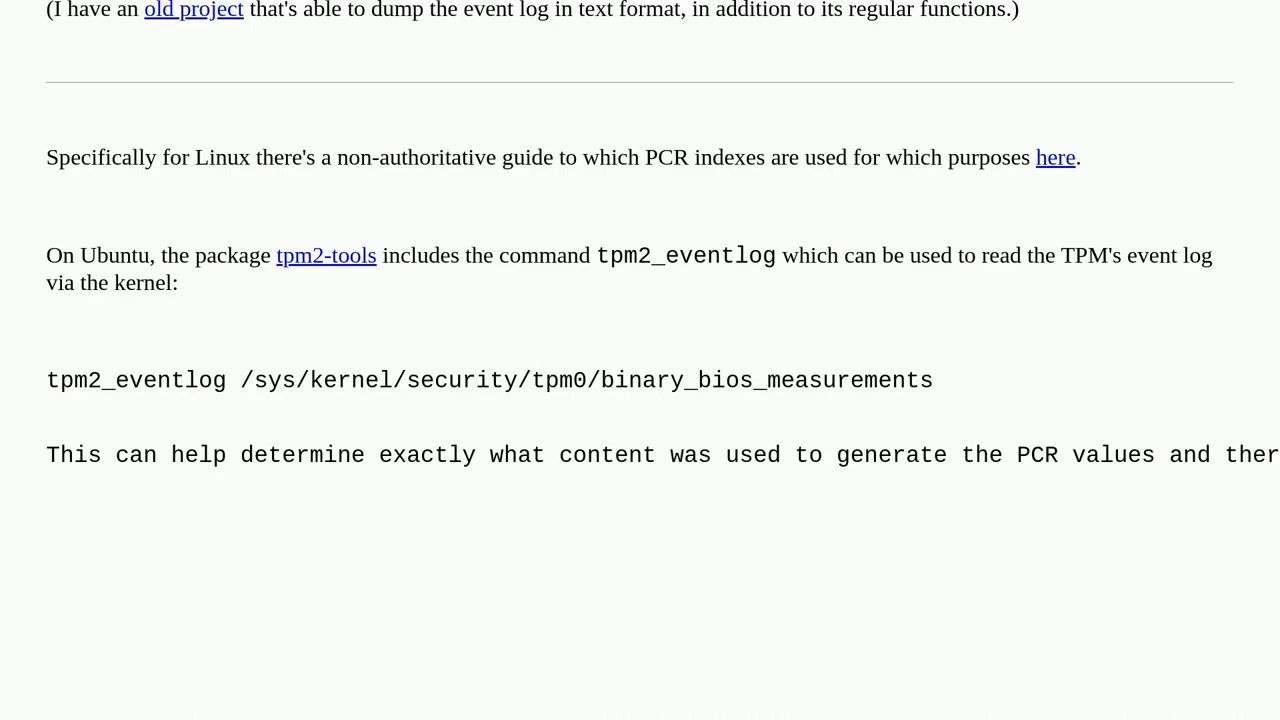 (I have an old project that's able to dump the event log in text format, in addition to its regular functions.)
Specifically for Linux there's a non-authoritative guide to which PCR indexes are used for which purposes here.
On Ubuntu, the package tpm2-tools includes the command tpm2_eventlog which can be used to read the TPM's event log
via the kernel:
tpm2_eventlog /sys/kernel/security/tpm0/binary_bios_measurements
This can help determine exactly what content was used to generate the PCR values and ther